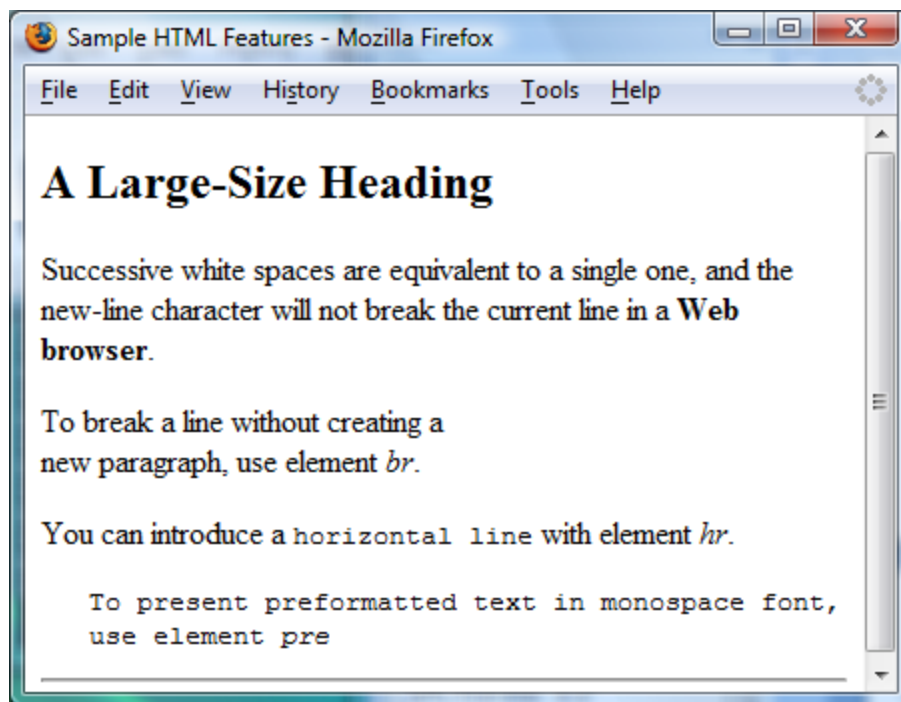 Sample HTML Features - Mozilla Firefox
File Edit View History Bookmarks Tools Help
A Large-Size Heading
Successive white spaces are equivalent to a single one, and the
new-line character will not break the current line in a Web
browser.
To break a line without creating a
new paragraph, use element br.
You can introduce a horizontal line with element hr.
To present preformatted text in monospace font,
use element pre